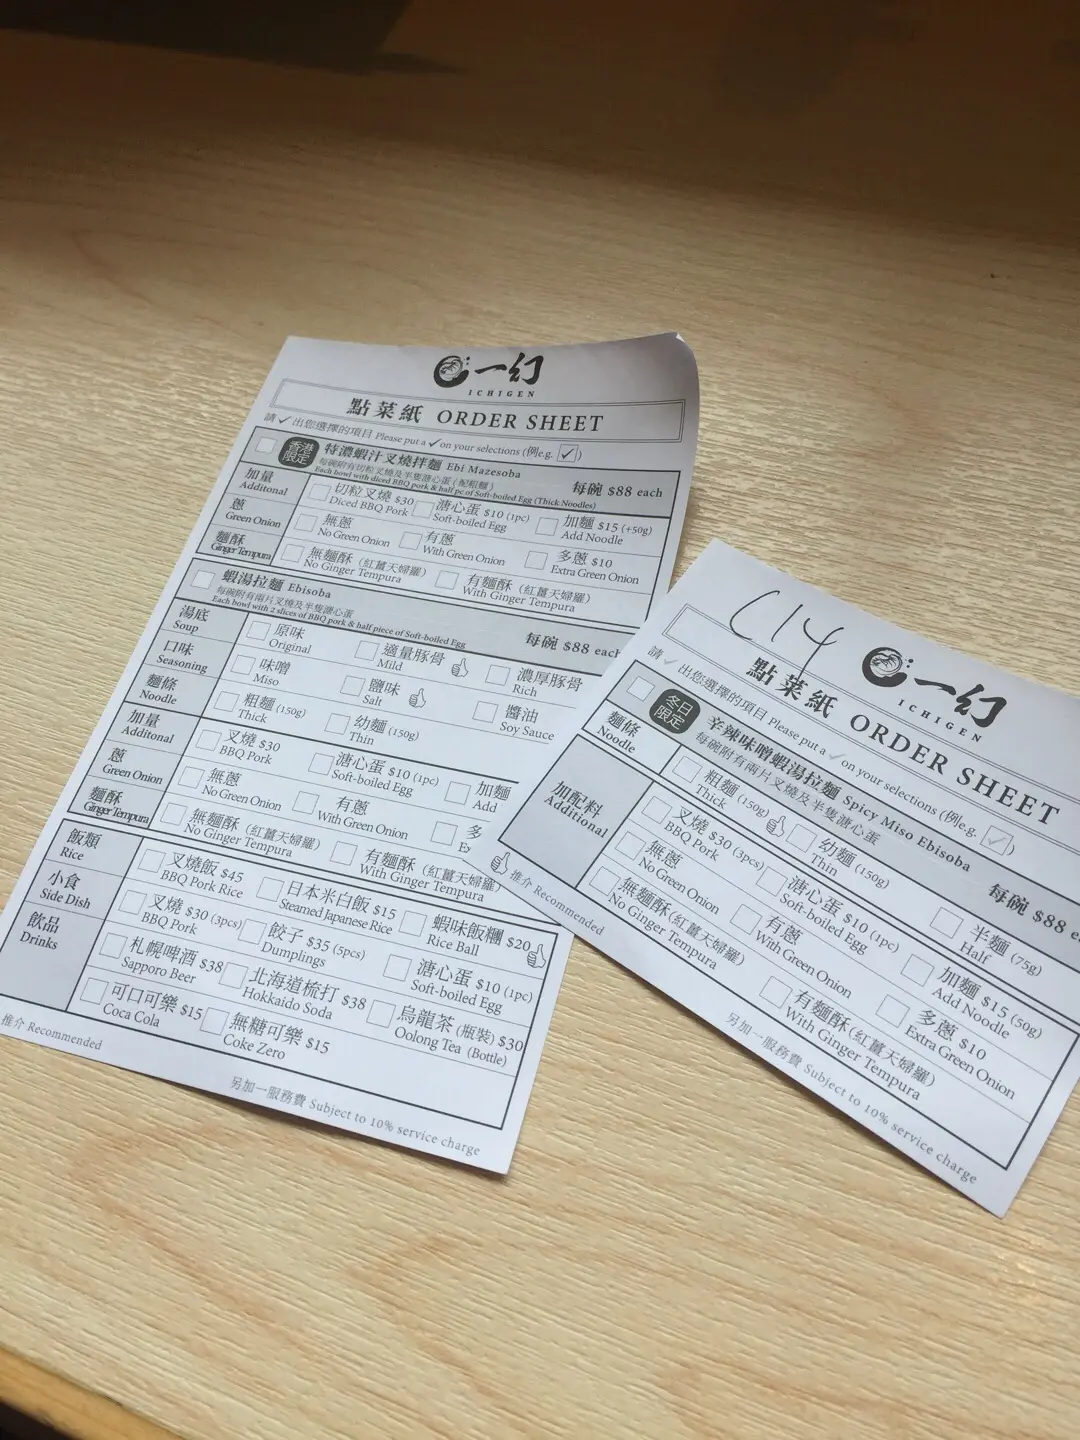 一幻
ICHIGEN
點菜紙 ORDER SHEET
請✓出您選擇的項目 Please put a ✓ on your selections (例e.g. ✓)
香港限定 特濃蝦汁叉燒拌麵 Ebi Mazesoba 每碗 $88 each
每碗附有切粒叉燒及半隻溏心蛋(配粗麵)
Each bowl with diced BBQ pork & half pc of Soft-boiled Egg (Thick Noodles)
加量 切粒叉燒 $30 溏心蛋 $10 (1pc) 加麵 $15 (+50g)
Additonal Diced BBQ Pork Soft-boiled Egg Add Noodle
蔥 無蔥 有蔥 多蔥 $10
Green Onion No Green Onion With Green Onion Extra Green Onion
麵酥 無麵酥 (紅薑天婦羅) 有麵酥 (紅薑天婦羅)
Ginger Tempura No Ginger Tempura With Ginger Tempura
蝦湯拉麵 Ebisoba 每碗 $88 each
每碗附有兩片叉燒及半隻溏心蛋
Each bowl with 2 slices of BBQ pork & half piece of Soft-boiled Egg
湯底 原味 適量豚骨 濃厚豚骨
Soup Original Mild Rich
口味 味噌 鹽味 醬油
Seasoning Miso Salt Soy Sauce
麵條 粗麵 (150g) 幼麵 (150g)
Noodle Thick Thin
加量 叉燒 $30 溏心蛋 $10 (1pc) 加麵
Additonal BBQ Pork Soft-boiled Egg Add
蔥 無蔥 有蔥 多
Green Onion No Green Onion With Green Onion
麵酥 無麵酥 (紅薑天婦羅) 有麵酥 (紅薑天婦羅)
Ginger Tempura No Ginger Tempura With Ginger Tempura
飯類 叉燒飯 $45 日本米白飯 $15 蝦味飯糰 $20
Rice BBQ Pork Rice Steamed Japanese Rice Rice Ball
小食 叉燒 $30 (3pcs) 餃子 $35 (5pcs) 溏心蛋 $10 (1pc)
Side Dish BBQ Pork Dumplings Soft-boiled Egg
飲品 札幌啤酒 $38 北海道梳打 $38 烏龍茶 (瓶裝) $30
Drinks Sapporo Beer Hokkaido Soda Oolong Tea (Bottle)
可口可樂 $15 無糖可樂 $15
Coca Cola Coke Zero
推介 Recommended
另加一服務費 Subject to 10% service charge
C14
一幻
ICHIGEN
點菜紙 ORDER SHEET
請✓出您選擇的項目 Please put a ✓ on your selections (例e.g. ✓)
冬日限定 辛辣味噌蝦湯拉麵 Spicy Miso Ebisoba 每碗 $88
每碗附有兩片叉燒及半隻溏心蛋
麵條 粗麵 (150g) 幼麵 (150g) 半麵 (75g)
Noodle Thick Thin Half
加配料 叉燒 $30 (3pcs) 溏心蛋 $10 (1pc) 加麵 $15 (50g)
Additional BBQ Pork Soft-boiled Egg Add Noodle
無蔥 有蔥 多蔥 $10
No Green Onion With Green Onion Extra Green Onion
無麵酥 (紅薑天婦羅) 有麵酥 (紅薑天婦羅)
No Ginger Tempura With Ginger Tempura
推介 Recommended
另加一服務費 Subject to 10% service charge